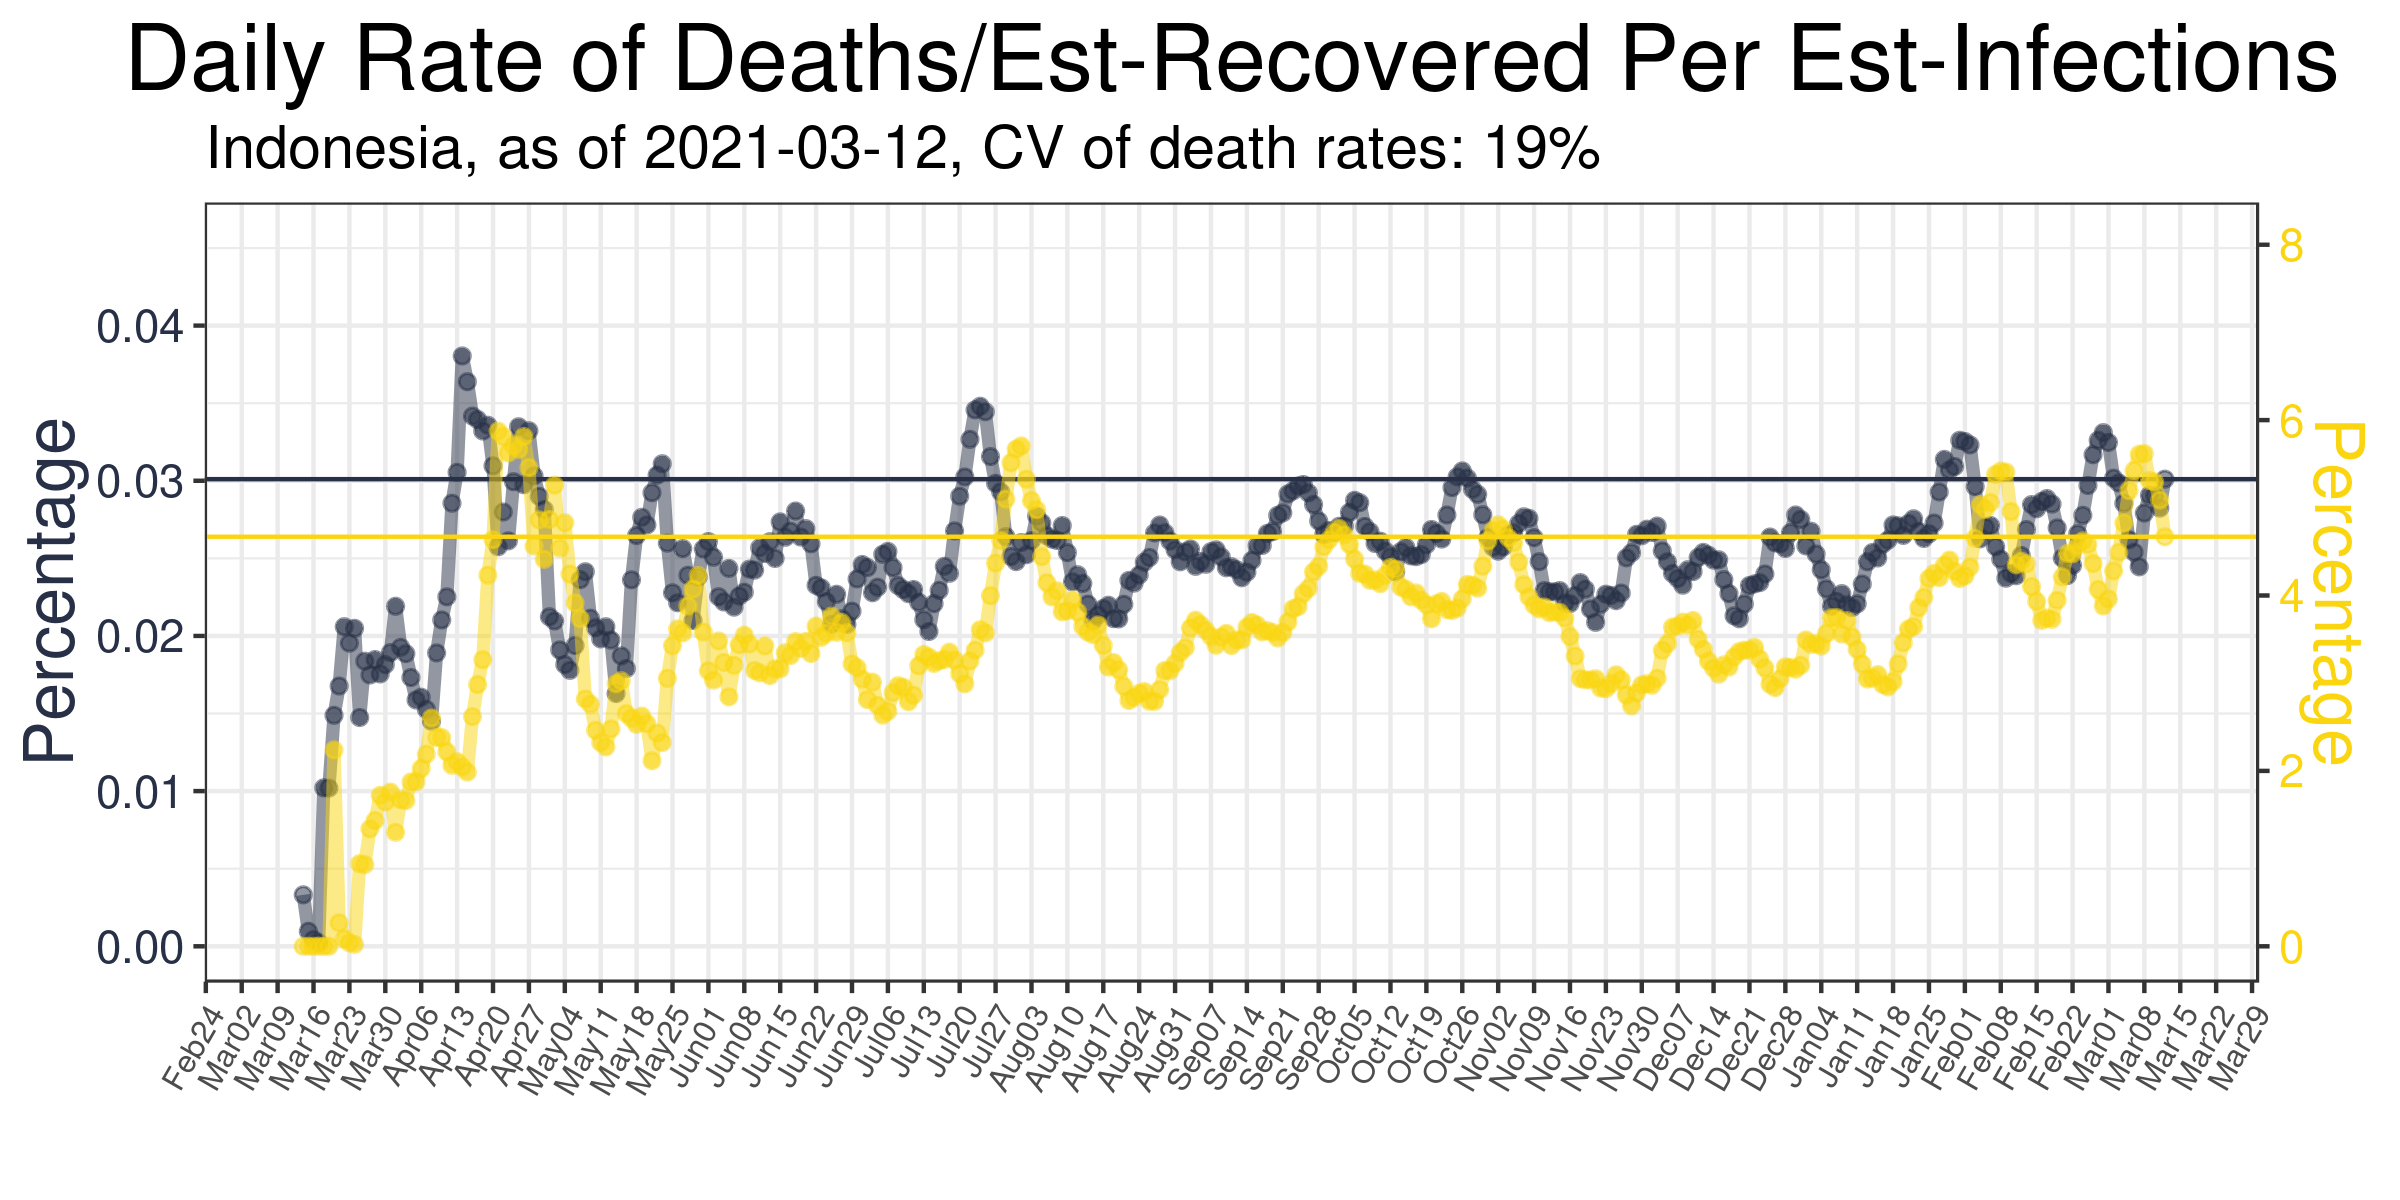 Daily Rate of Deaths/Est-Recovered Per Est-Infections
Indonesia, as of 2021-03-12, CV of death rates: 19%
Percentage
0.04
0.03
0.02
0.01
0.00
8
6
4
2
0
Percentage
Feb24
Mar02
Mar09
Mar16
Mar23
Mar30
Apr06
Apr13
Apr20
Apr27
May04
May11
May18
May25
Jun01
Jun08
Jun15
Jun22
Jun29
Jul06
Jul13
Jul20
Jul27
Aug03
Aug10
Aug17
Aug24
Aug31
Sep07
Sep14
Sep21
Sep28
Oct05
Oct12
Oct19
Oct26
Nov02
Nov09
Nov16
Nov23
Nov30
Dec07
Dec14
Dec21
Dec28
Jan04
Jan11
Jan18
Jan25
Feb01
Feb08
Feb15
Feb22
Mar01
Mar08
Mar15
Mar22
Mar29